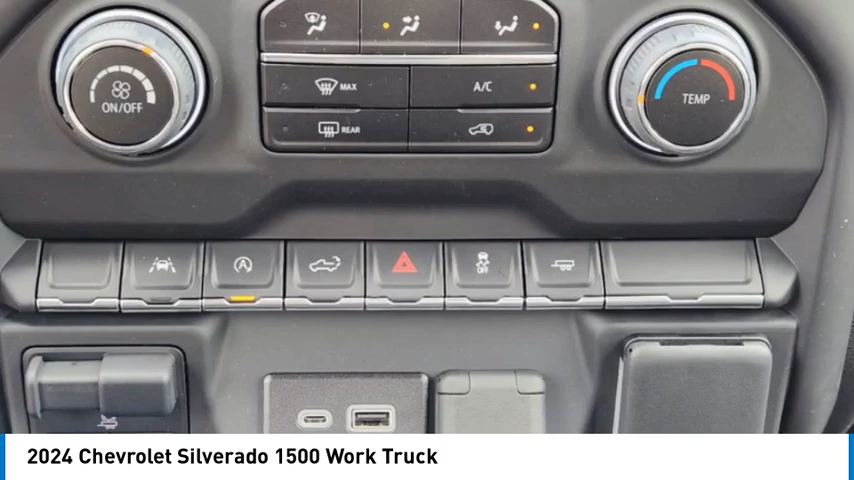 MAX
A/C
ON/OFF
TEMP
REAR
A
OFF
2024 Chevrolet Silverado 1500 Work Truck